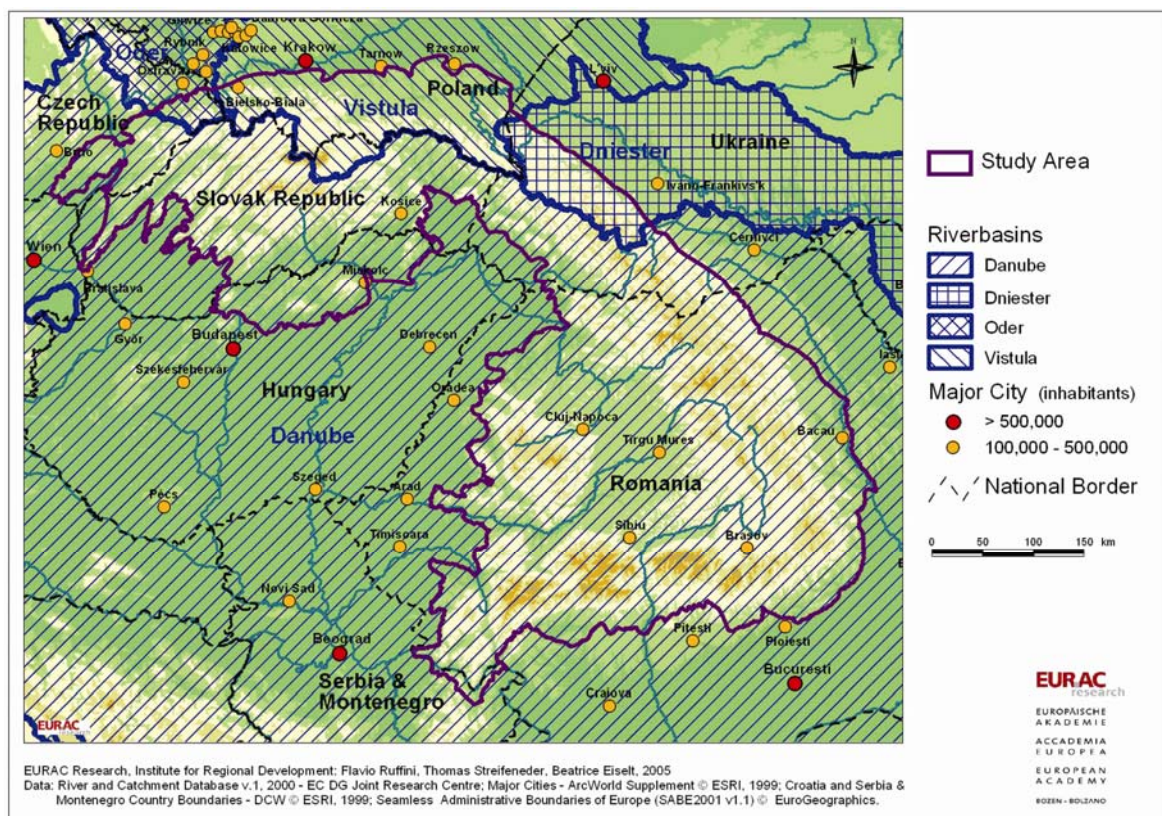 Gliwice
Dabrowa Gornicza
Oder
Rybnik
Katowice
Krakow
Tarnow
Rzeszow
L'viv
Ostrava
Bielsko-Biala
Vistula
Poland
Czech
Republic
Ukraine
Dniester
Brno
Ivano-Frankivs'k
Slovak Republic
Kosice
Cernivci
Wien
Miskolc
Bratislava
Győr
Budapest
Debrecen
Iasi
Székesfehérvár
Hungary
Oradea
Danube
Cluj-Napoca
Tirgu Mures
Bacau
Pécs
Szeged
Arad
Romania
Timisoara
Sibiu
Brasov
Novi Sad
Beograd
Pitesti
Ploiesti
Serbia &
Montenegro
Bucuresti
Craiova
EURAC
research
N
Study Area
Riverbasins
Danube
Dniester
Oder
Vistula
Major City (inhabitants)
> 500,000
100,000 - 500,000
National Border
0 50 100 150 km
EURAC
research
EUROPÄISCHE
AKADEMIE
ACCADEMIA
EUROPEA
EUROPEAN
ACADEMY
BOZEN - BOLZANO
EURAC Research, Institute for Regional Development: Flavio Ruffini, Thomas Streifeneder, Beatrice Eiselt, 2005
Data: River and Catchment Database v.1, 2000 - EC DG Joint Research Centre; Major Cities - ArcWorld Supplement © ESRI, 1999; Croatia and Serbia &
Montenegro Country Boundaries - DCW © ESRI, 1999; Seamless Administrative Boundaries of Europe (SABE2001 v1.1) © EuroGeographics.